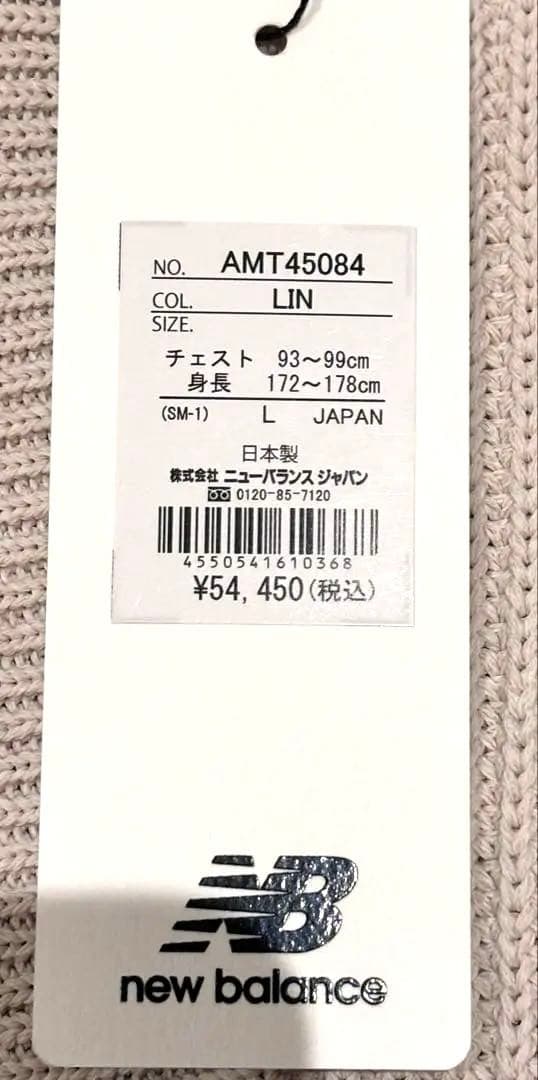 NO. AMT45084
COL. LIN
SIZE.
チェスト 93～99cm
身長 172～178cm
(SM-1) L JAPAN
日本製
株式会社 ニューバランス ジャパン
0120-85-7120
4550541610368
¥54,450(税込)
NB
new balance